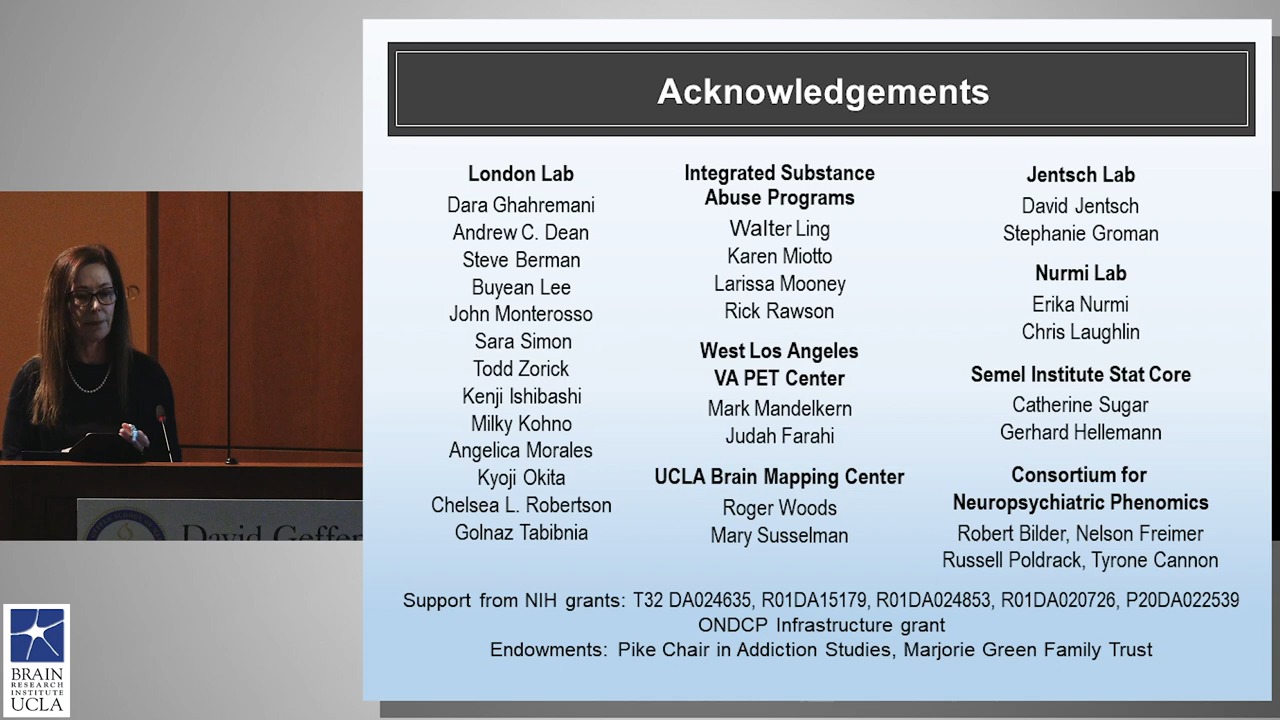 Acknowledgements
London Lab
Dara Ghahremani
Andrew C. Dean
Steve Berman
Buyean Lee
John Monterosso
Sara Simon
Todd Zorick
Kenji Ishibashi
Milky Kohno
Angelica Morales
Kyoji Okita
Chelsea L. Robertson
Golnaz Tabibnia
Integrated Substance
Abuse Programs
Walter Ling
Karen Miotto
Larissa Mooney
Rick Rawson
West Los Angeles
VA PET Center
Mark Mandelkern
Judah Farahi
UCLA Brain Mapping Center
Roger Woods
Mary Susselman
Jentsch Lab
David Jentsch
Stephanie Groman
Nurmi Lab
Erika Nurmi
Chris Laughlin
Semel Institute Stat Core
Catherine Sugar
Gerhard Hellemann
Consortium for
Neuropsychiatric Phenomics
Robert Bilder, Nelson Freimer
Russell Poldrack, Tyrone Cannon
Support from NIH grants: T32 DA024635, R01DA15179, R01DA024853, R01DA020726, P20DA022539
ONDCP Infrastructure grant
Endowments: Pike Chair in Addiction Studies, Marjorie Green Family Trust
David Geffen
BRAIN
RESEARCH
INSTITUTE
UCLA